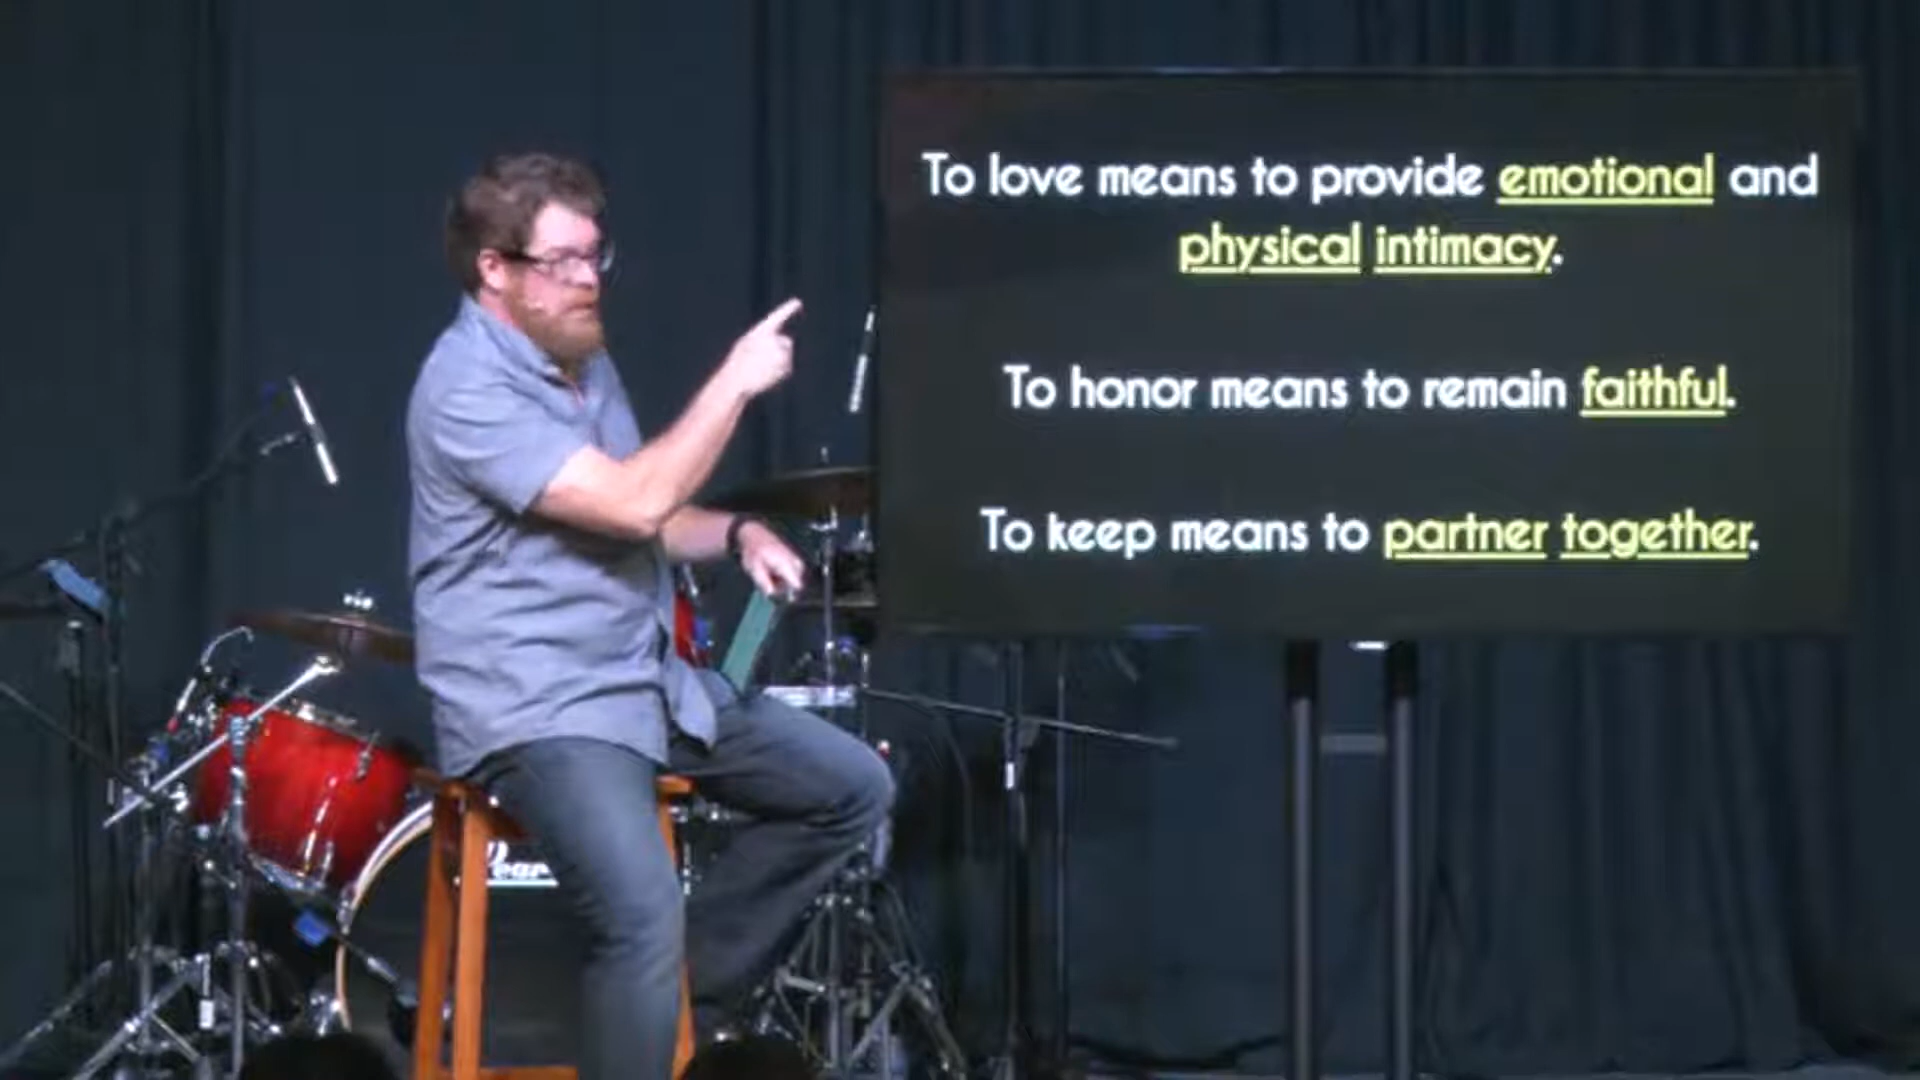 To love means to provide emotional and
physical intimacy.
To honor means to remain faithful.
To keep means to partner together.